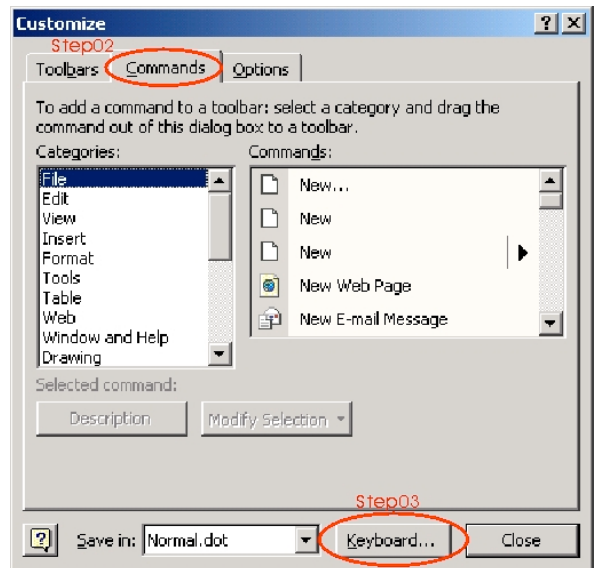 Customize
Step02
Toolbars Commands Options
To add a command to a toolbar: select a category and drag the
command out of this dialog box to a toolbar.
Categories:
File
Edit
View
Insert
Format
Tools
Table
Web
Window and Help
Drawing
Commands:
New...
New
New
New Web Page
New E-mail Message
Selected command:
Description Modify Selection
Step03
Save in: Normal.dot Keyboard... Close